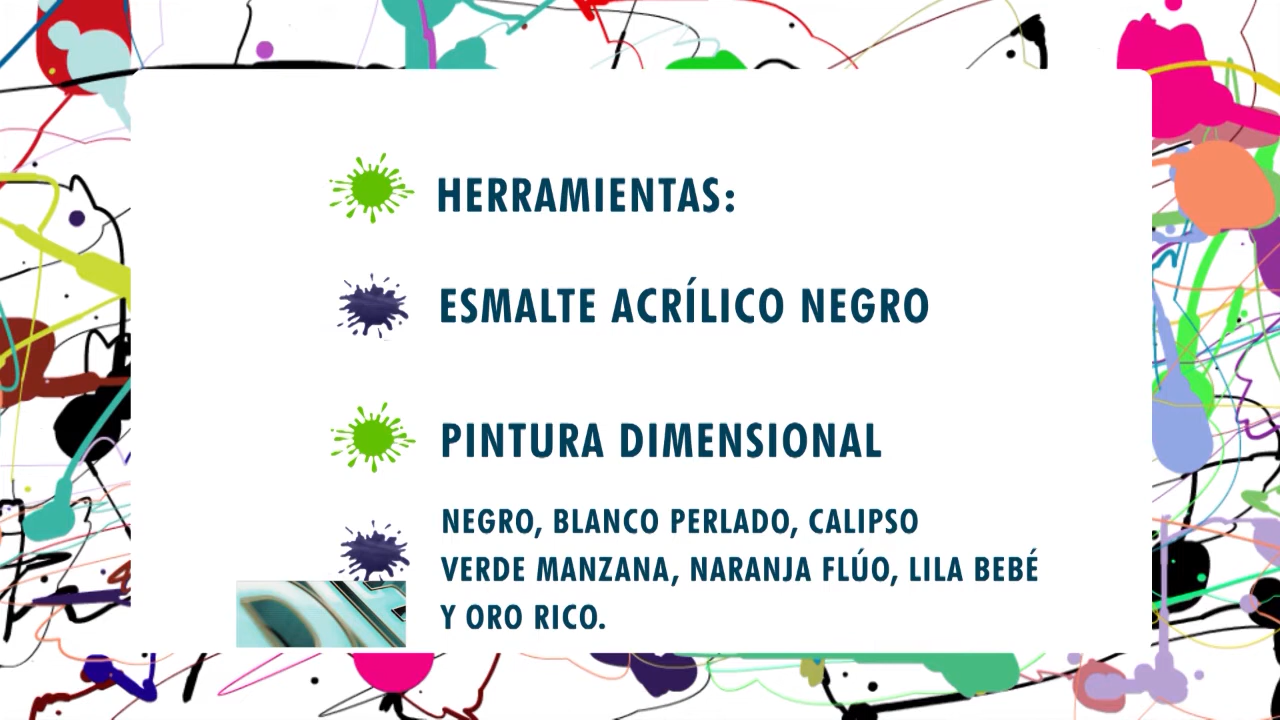 HERRAMIENTAS:
ESMALTE ACRÍLICO NEGRO
PINTURA DIMENSIONAL
NEGRO, BLANCO PERLADO, CALIPSO
VERDE MANZANA, NARANJA FLÚO, LILA BEBÉ
Y ORO RICO.